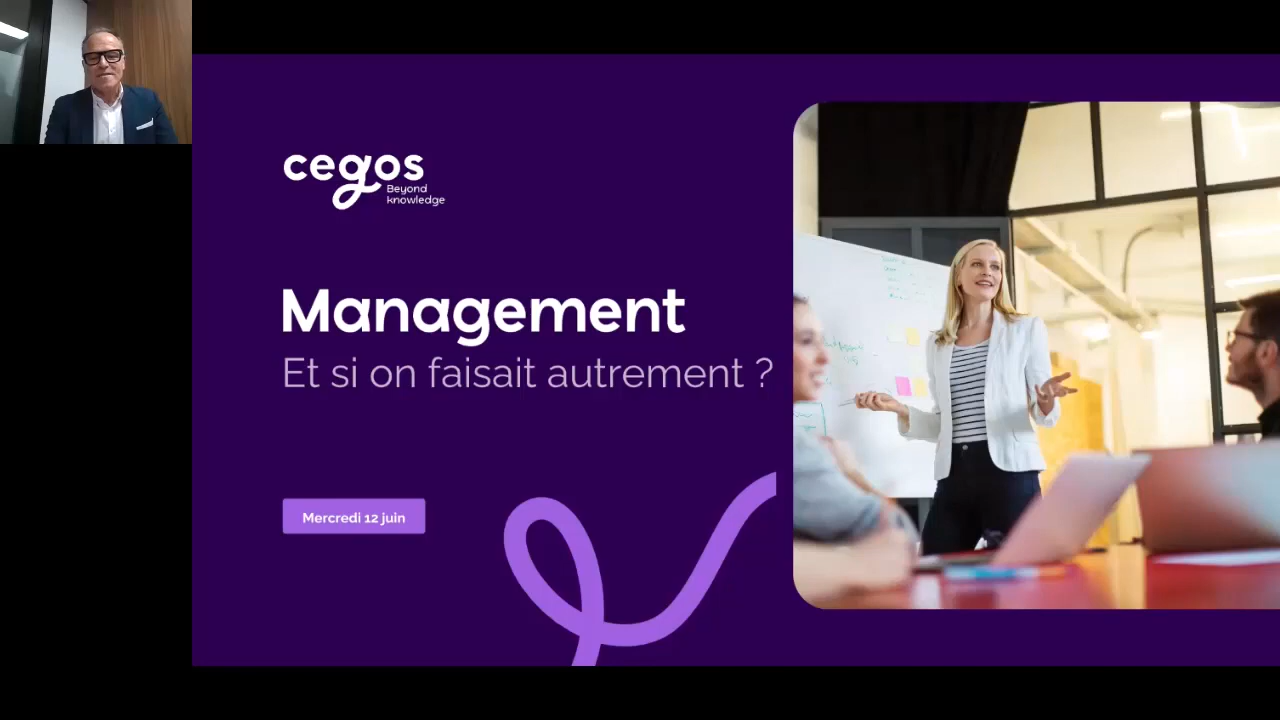 cegos
Beyond
knowledge
Management
Et si on faisait autrement ?
Mercredi 12 juin